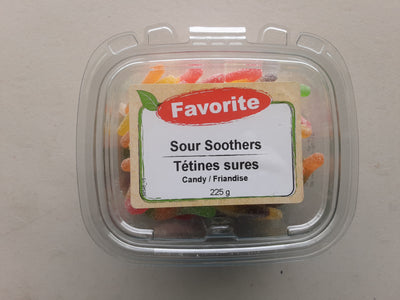 Favorite
Sour Soothers
Tétines sures
Candy / Friandise
225 g